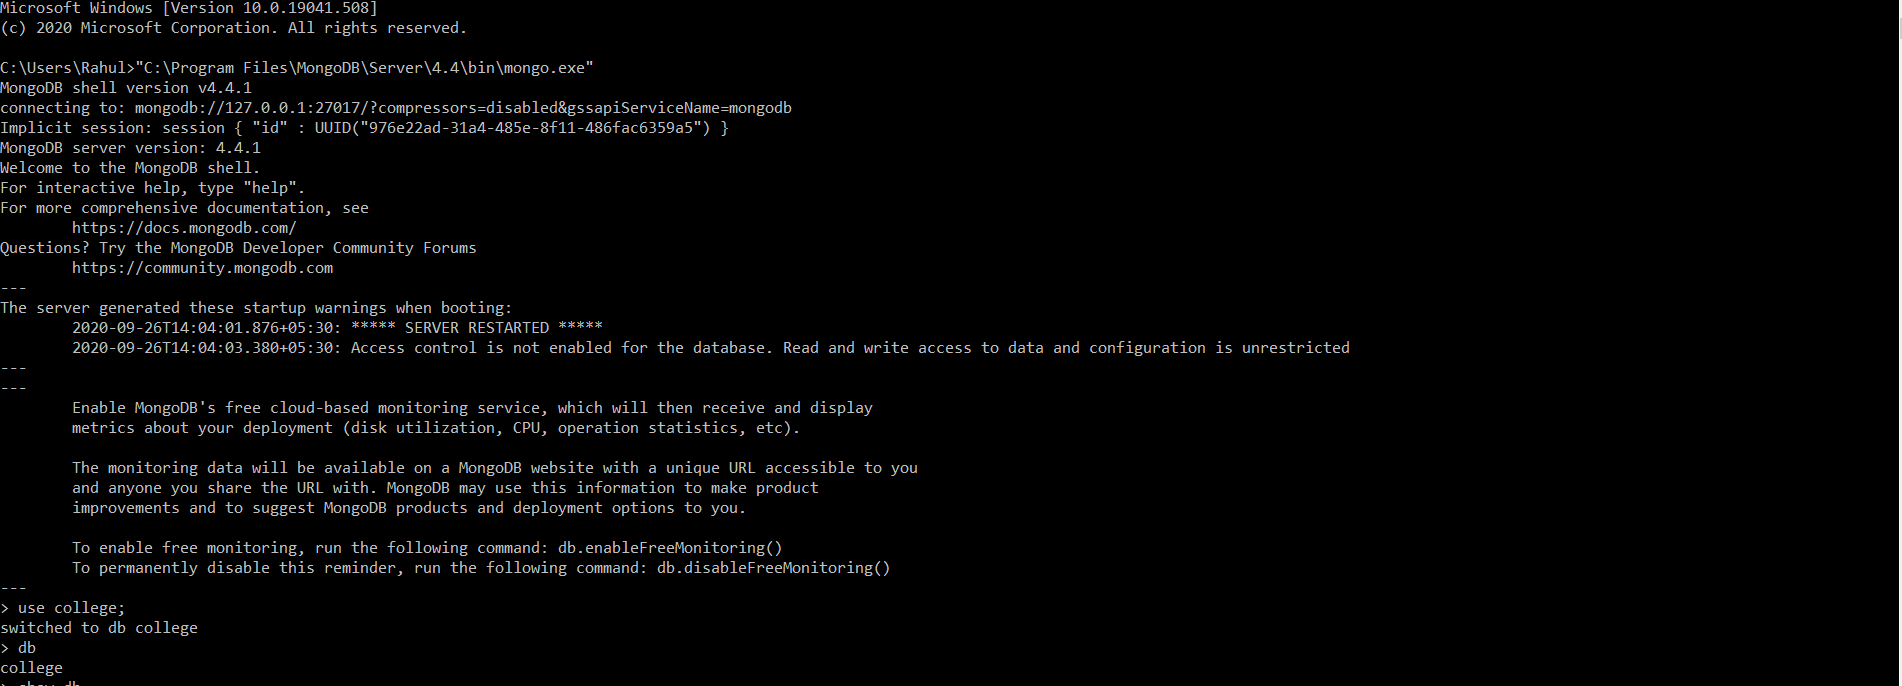 Microsoft Windows [Version 10.0.19041.508]
(c) 2020 Microsoft Corporation. All rights reserved.
C:\Users\Rahul>"C:\Program Files\MongoDB\Server\4.4\bin\mongo.exe"
MongoDB shell version v4.4.1
connecting to: mongodb://127.0.0.1:27017/?compressors=disabled&gssapiServiceName=mongodb
Implicit session: session { "id" : UUID("976e22ad-31a4-485e-8f11-486fac6359a5") }
MongoDB server version: 4.4.1
Welcome to the MongoDB shell.
For interactive help, type "help".
For more comprehensive documentation, see
https://docs.mongodb.com/
Questions? Try the MongoDB Developer Community Forums
https://community.mongodb.com
---
The server generated these startup warnings when booting:
2020-09-26T14:04:01.876+05:30: ***** SERVER RESTARTED *****
2020-09-26T14:04:03.380+05:30: Access control is not enabled for the database. Read and write access to data and configuration is unrestricted
---
---
Enable MongoDB's free cloud-based monitoring service, which will then receive and display
metrics about your deployment (disk utilization, CPU, operation statistics, etc).
The monitoring data will be available on a MongoDB website with a unique URL accessible to you
and anyone you share the URL with. MongoDB may use this information to make product
improvements and to suggest MongoDB products and deployment options to you.
To enable free monitoring, run the following command: db.enableFreeMonitoring()
To permanently disable this reminder, run the following command: db.disableFreeMonitoring()
---
> use college;
switched to db college
> db
college